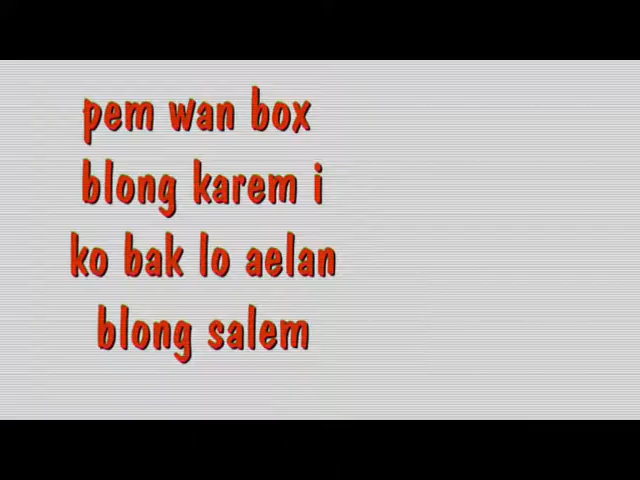 pem wan box
blong karem i
ko bak lo aelan
blong salem